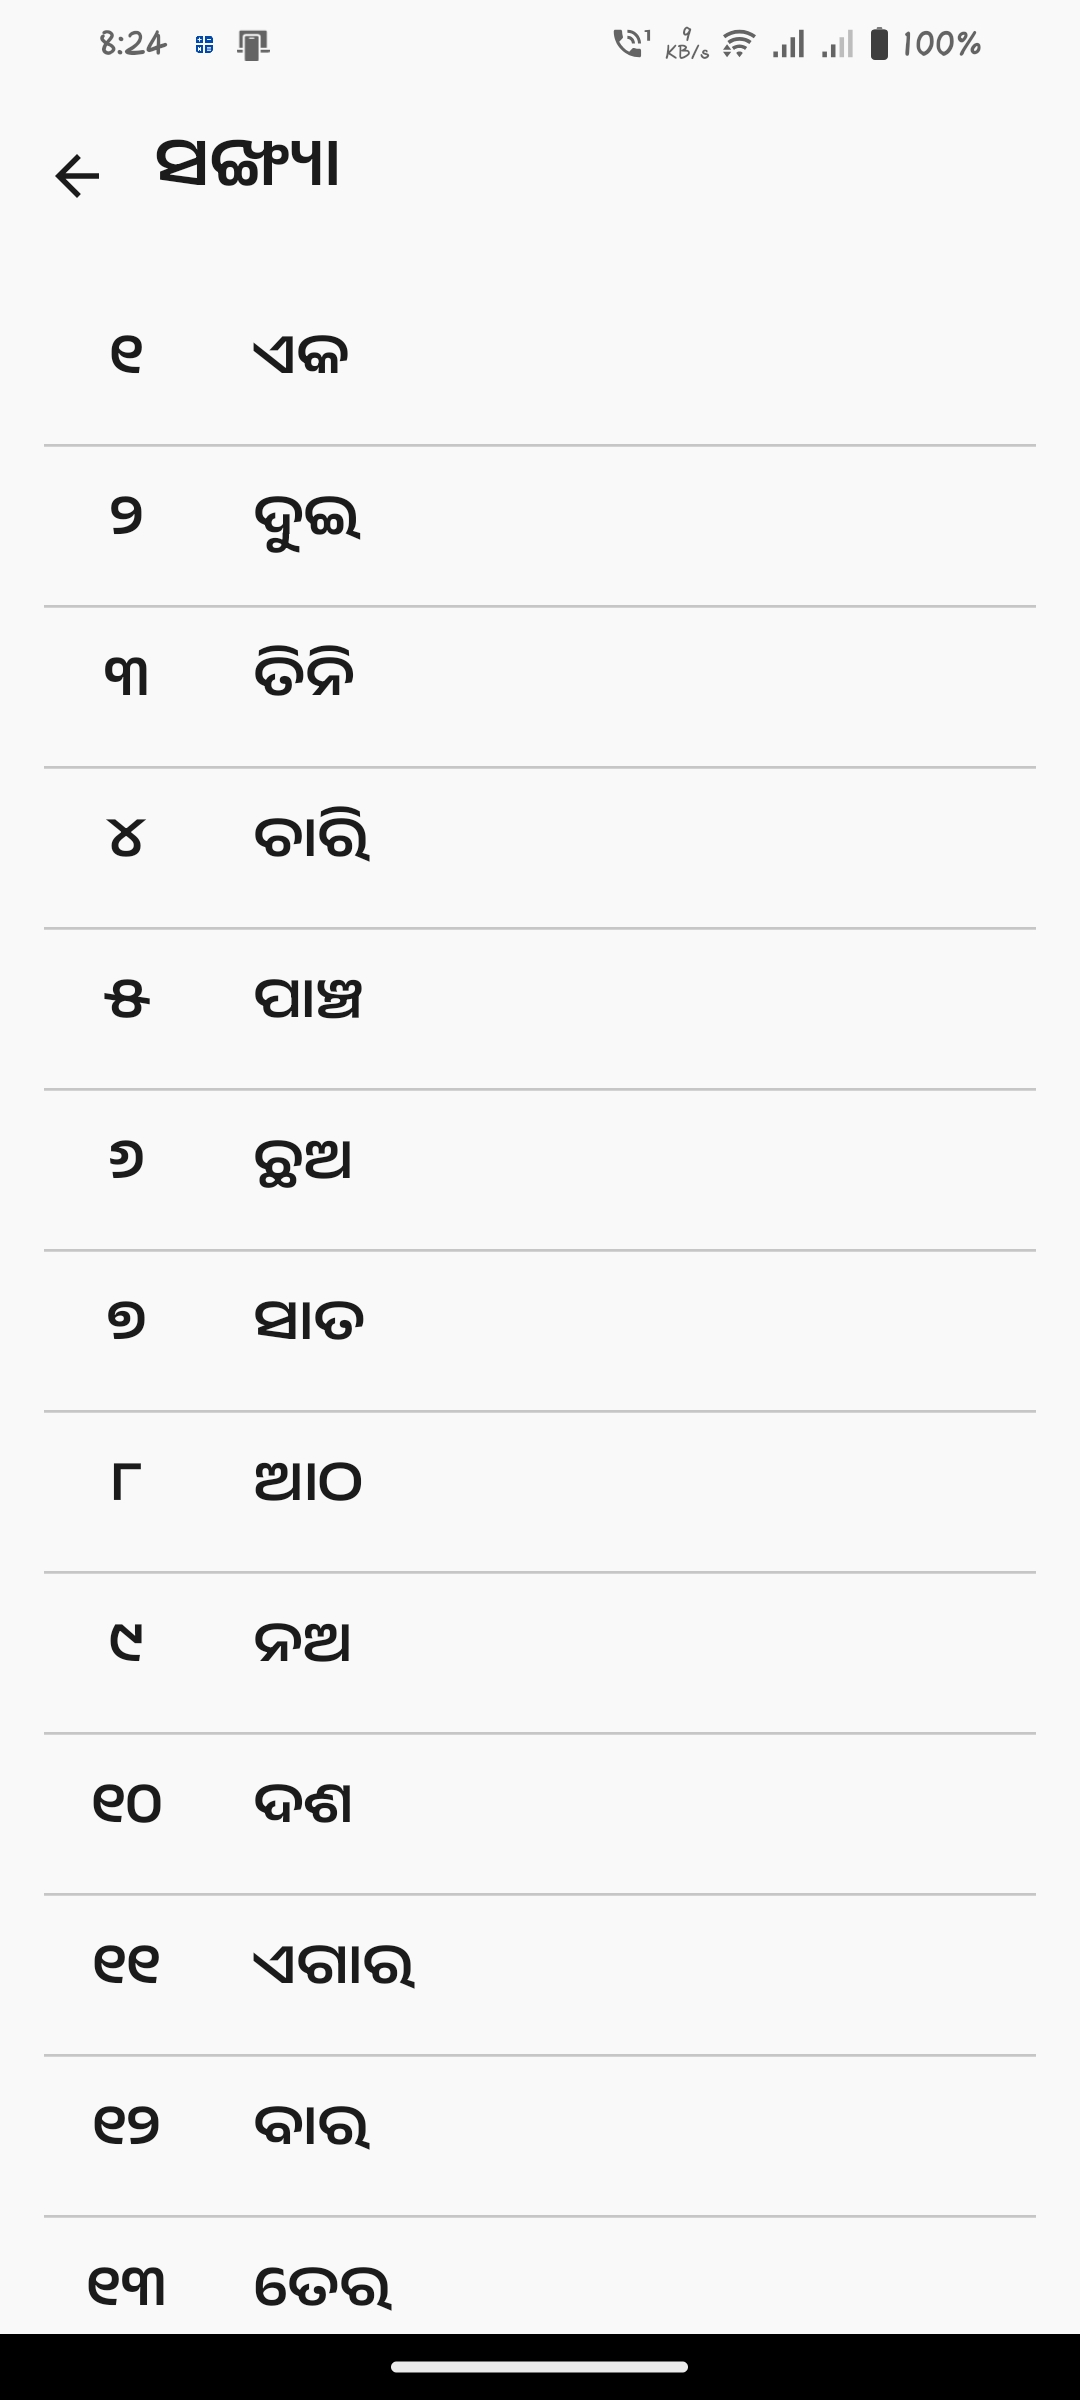 8:24 1 9 KB/s 100%
ସଙ୍ଖ୍ୟା
୧ ଏକ
୨ ଦୁଇ
୩ ତିନି
୪ ଚାରି
୫ ପାଞ୍ଚ
୬ ଛଅ
୭ ସାତ
୮ ଆଠ
୯ ନଅ
୧୦ ଦଶ
୧୧ ଏଗାର
୧୨ ବାର
୧୩ ତେର